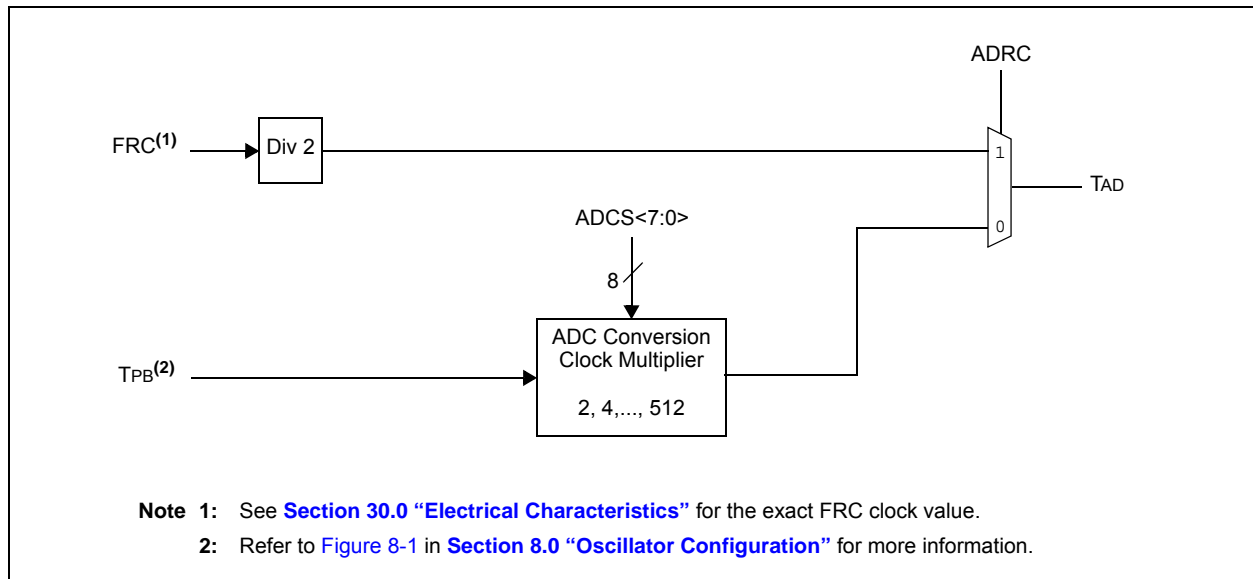 ADRC
FRC(1)
Div 2
1
TAD
ADCS<7:0>
0
8
ADC Conversion
Clock Multiplier
TPB(2)
2, 4,..., 512
Note 1: See Section 30.0 “Electrical Characteristics” for the exact FRC clock value.
2: Refer to Figure 8-1 in Section 8.0 “Oscillator Configuration” for more information.